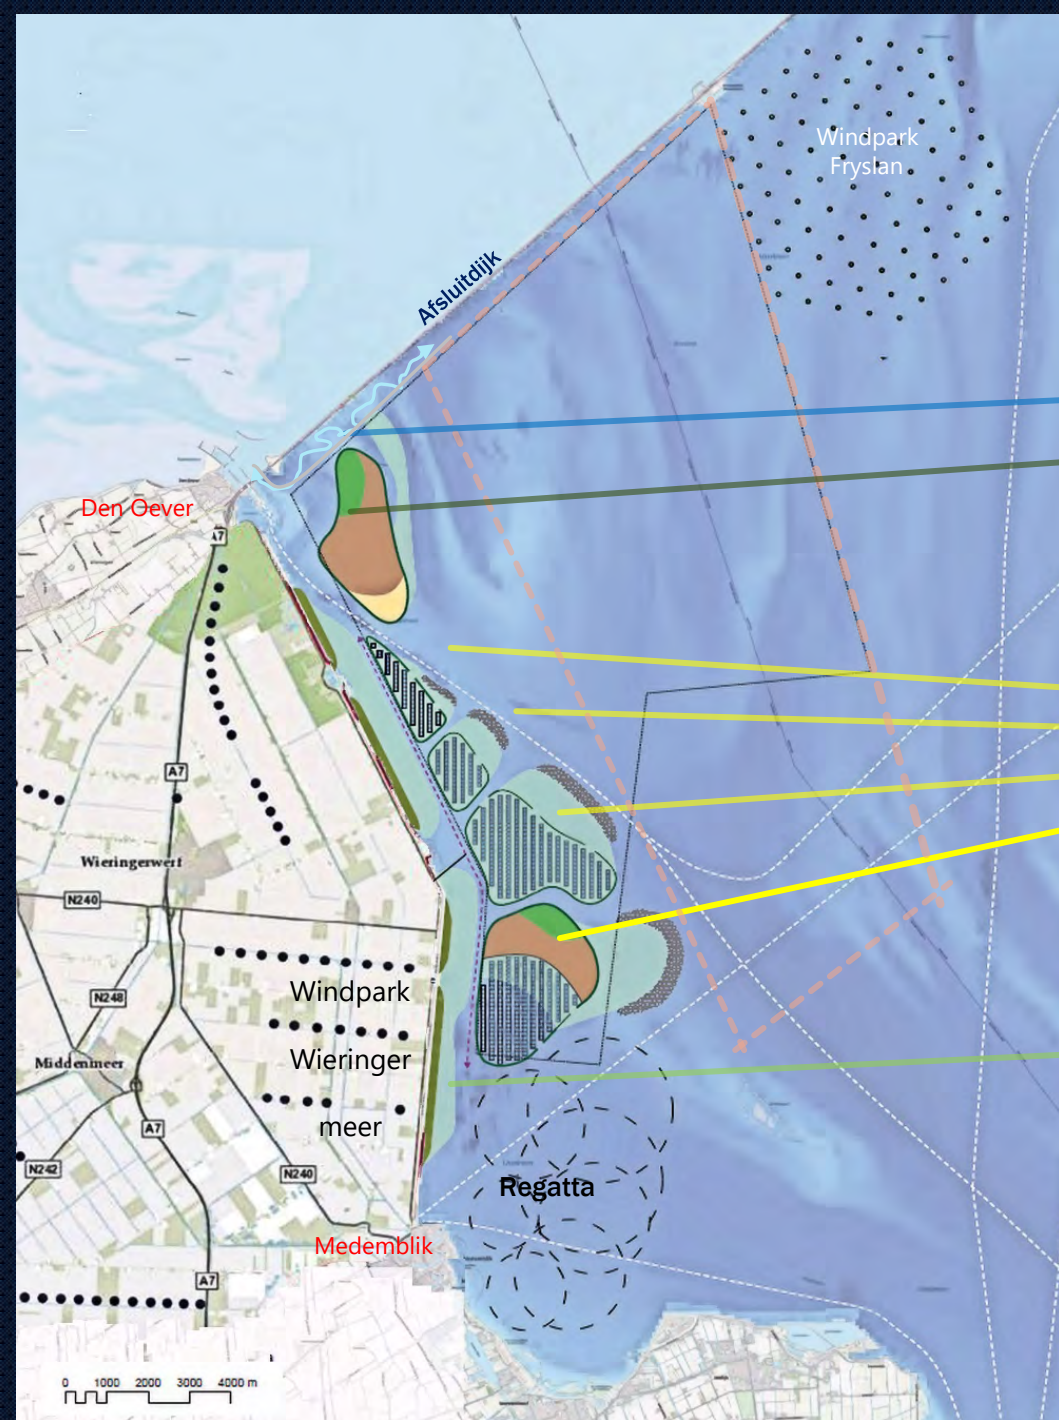 Windpark
Fryslan
Afsluitdijk
Den Oever
A7
A7
Wieringerwerf
N240
Windpark
N248
Wieringer
Middenmeer
meer
A7
N242
N240
Regatta
Medemblik
A7
0 1000 2000 3000 4000 m